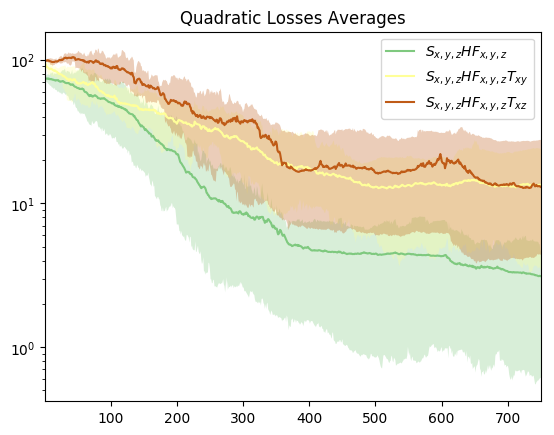 Quadratic Losses Averages
S_{x,y,z}HF_{x,y,z}
S_{x,y,z}HF_{x,y,z}T_{xy}
S_{x,y,z}HF_{x,y,z}T_{xz}
10^2
10^1
10^0
100 200 300 400 500 600 700